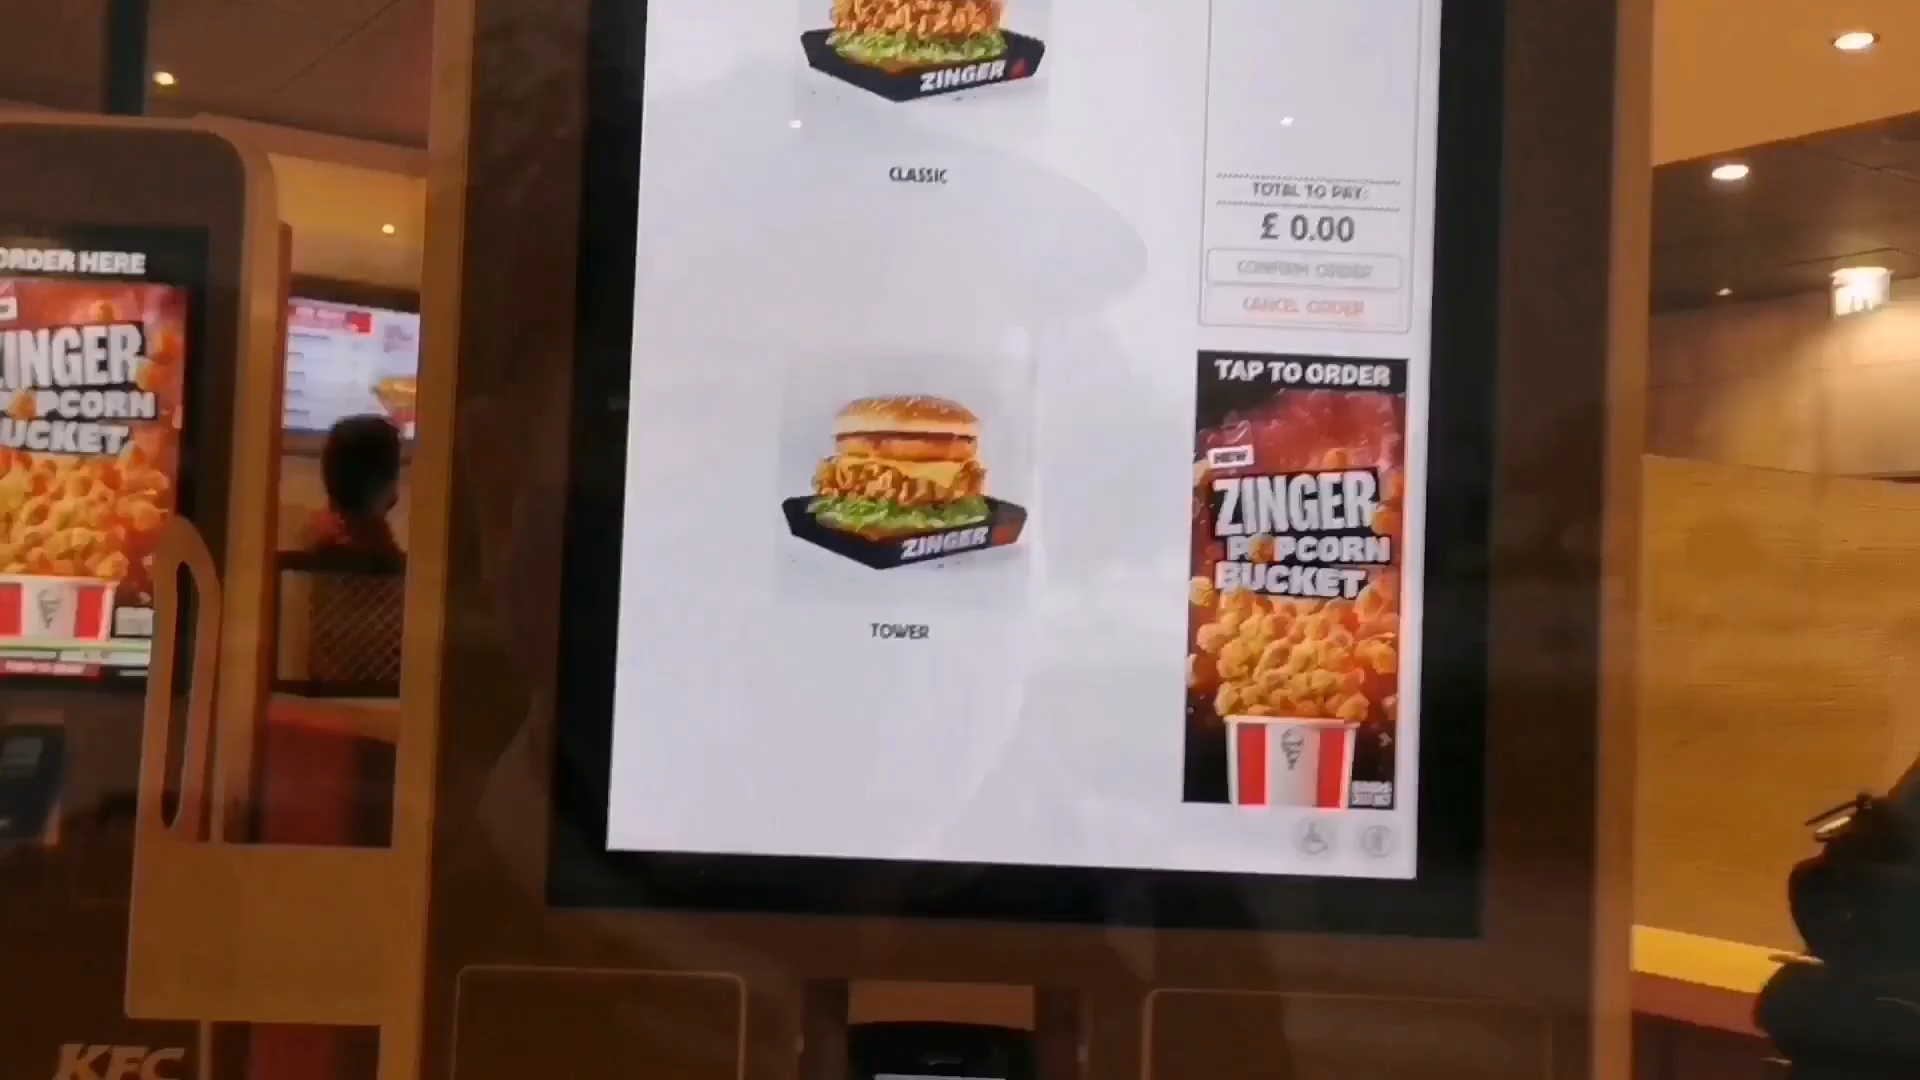 ZINGER
CLASSIC
TOTAL TO PAY:
£ 0.00
CONFIRM ORDER
CANCEL ORDER
ZINGER
TOWER
TAP TO ORDER
NEW
ZINGER
POPCORN
BUCKET
ORDER HERE
ZINGER
POPCORN
BUCKET
KFC